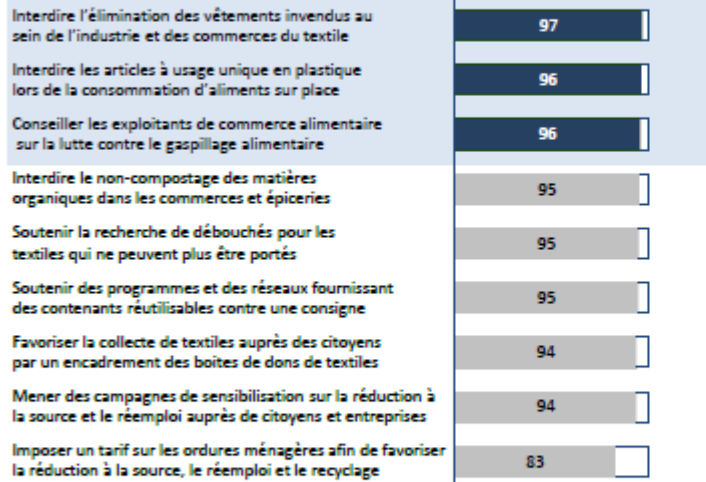 Interdire l’élimination des vêtements invendus au
sein de l’industrie et des commerces du textile
97
Interdire les articles à usage unique en plastique
lors de la consommation d’aliments sur place
96
Conseiller les exploitants de commerce alimentaire
sur la lutte contre le gaspillage alimentaire
96
Interdire le non-compostage des matières
organiques dans les commerces et épiceries
95
Soutenir la recherche de débouchés pour les
textiles qui ne peuvent plus être portés
95
Soutenir des programmes et des réseaux fournissant
des contenants réutilisables contre une consigne
95
Favoriser la collecte de textiles auprès des citoyens
par un encadrement des boites de dons de textiles
94
Mener des campagnes de sensibilisation sur la réduction à
la source et le réemploi auprès de citoyens et entreprises
94
Imposer un tarif sur les ordures ménagères afin de favoriser
la réduction à la source, le réemploi et le recyclage
83